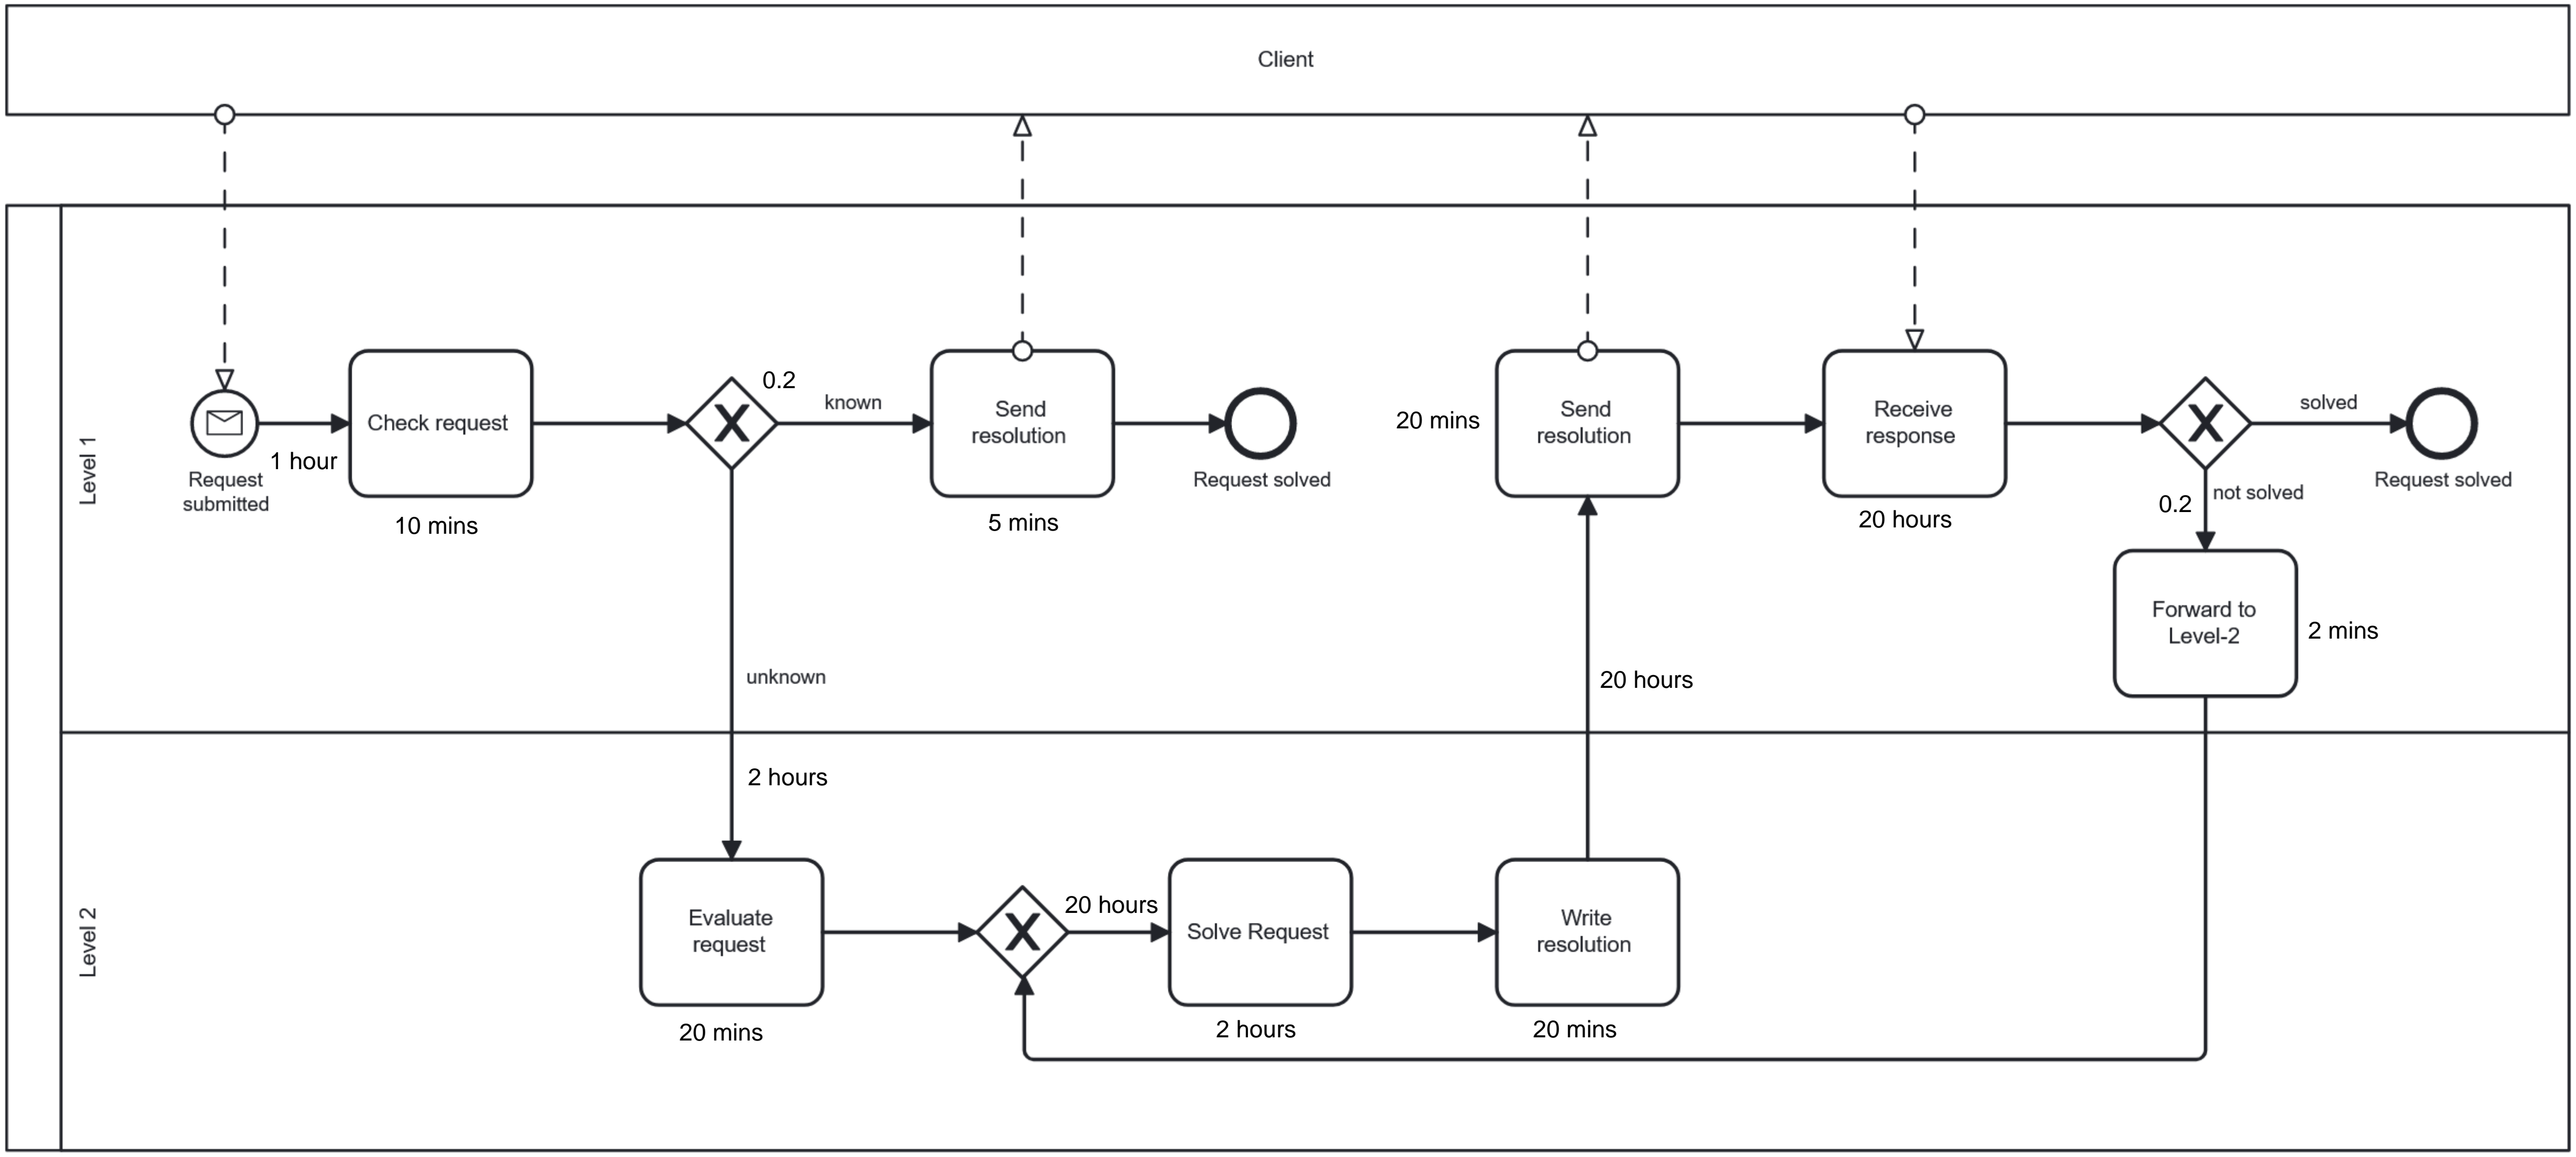 Client
Level 1
Request
submitted
1 hour
Check request
10 mins
0.2
known
unknown
Send
resolution
5 mins
Request solved
20 mins
Send
resolution
Receive
response
20 hours
solved
Request solved
0.2
not solved
Forward to
Level-2
2 mins
20 hours
Level 2
2 hours
Evaluate
request
20 mins
20 hours
Solve Request
2 hours
Write
resolution
20 mins